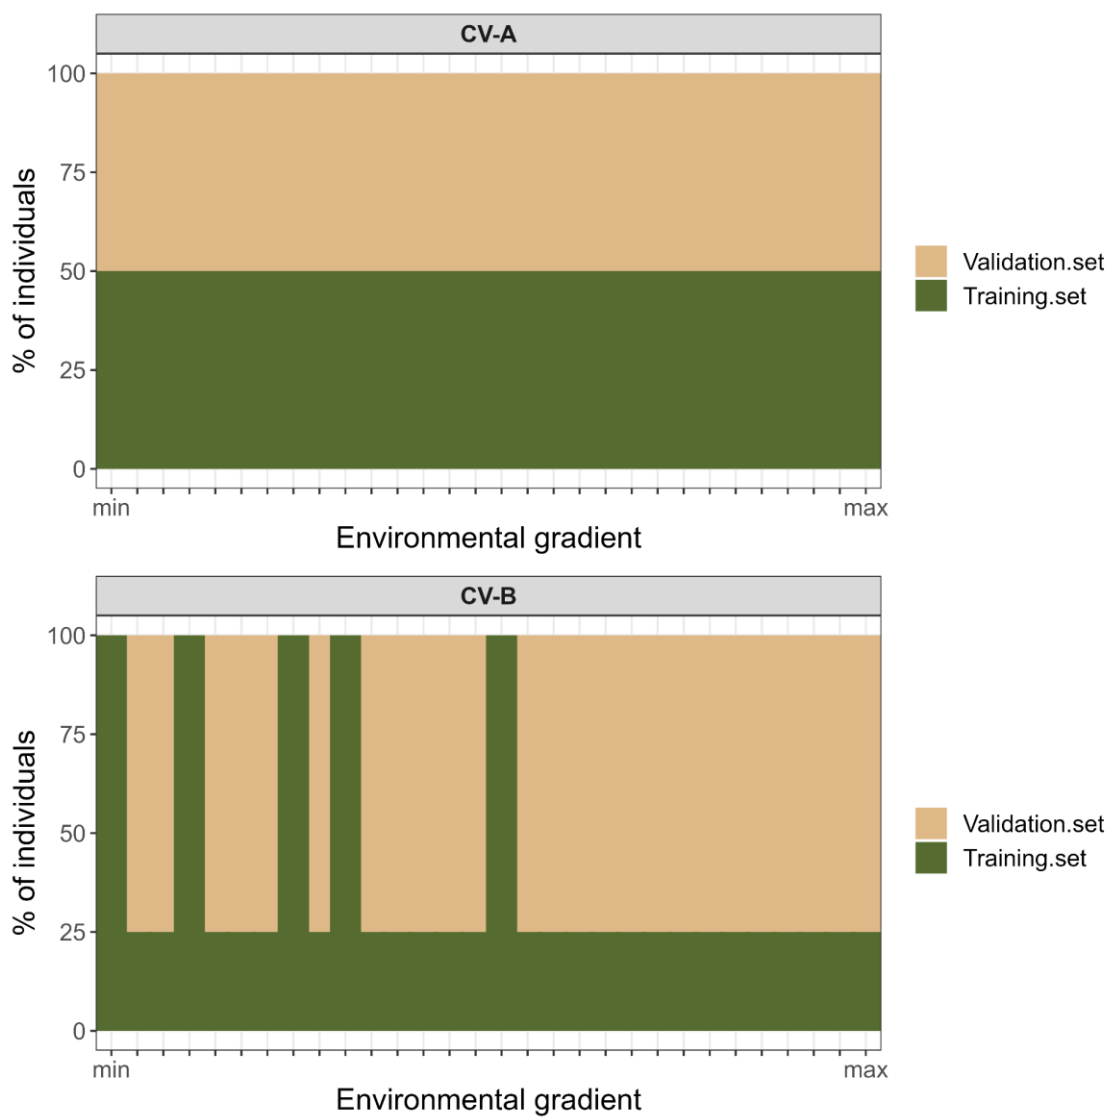 CV-A
100
75
50
25
0
% of individuals
min max
Environmental gradient
Validation.set
Training.set
CV-B
100
75
50
25
0
% of individuals
min max
Environmental gradient
Validation.set
Training.set